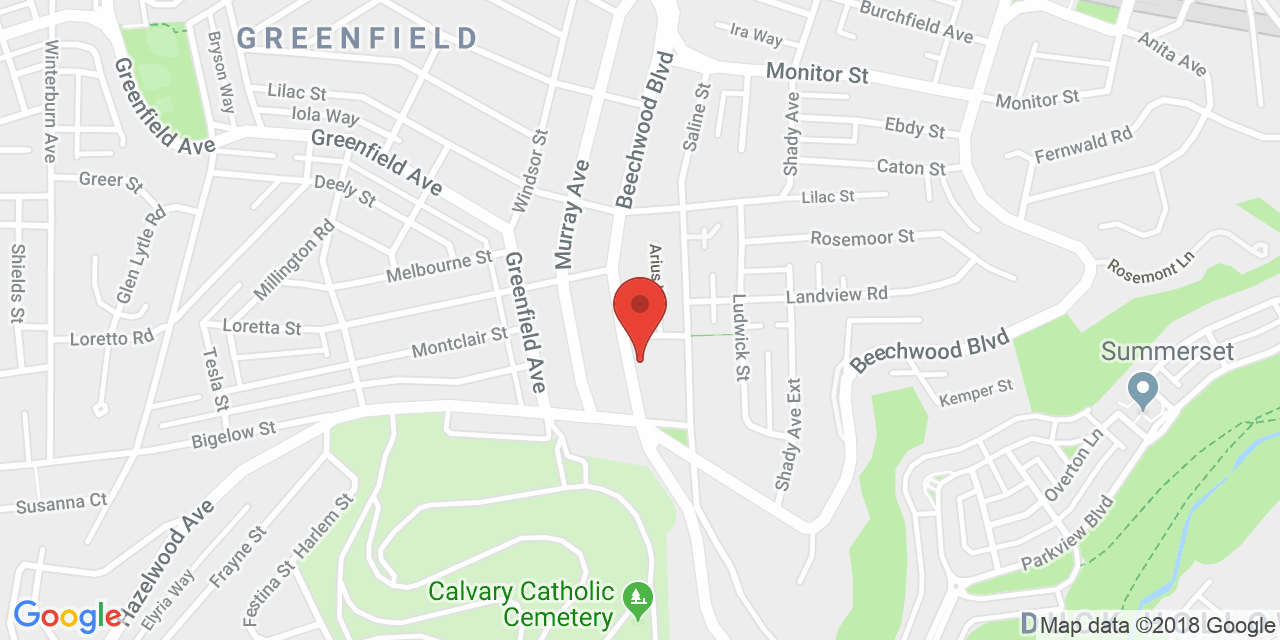 GREENFIELD
Burchfield Ave
Ira Way
Anita Ave
Winterburn Ave
Bryson Way
Greenfield Ave
Beechwood Blvd
Monitor St
Monitor St
Lilac St
Iola Way
Greenfield Ave
Saline St
Shady Ave
Ebdy St
Fernwald Rd
Caton St
Windsor St
Murray Ave
Greer St
Deely St
Lilac St
Glen Lytle Rd
Millington Rd
Melbourne St
Arius
Rosemoor St
Rosemont Ln
Shields St
Greenfield Ave
Landview Rd
Ludwick St
Loretto Rd
Loretta St
Montclair St
Beechwood Blvd
Summerset
Tesla St
Kemper St
Shady Ave Ext
Bigelow St
Overton Ln
Susanna Ct
Hazelwood Ave
Harlem St
Frayne St
Festina St
Elyria Way
Parkview Blvd
Calvary Catholic
Cemetery
Google
Map data ©2018 Google